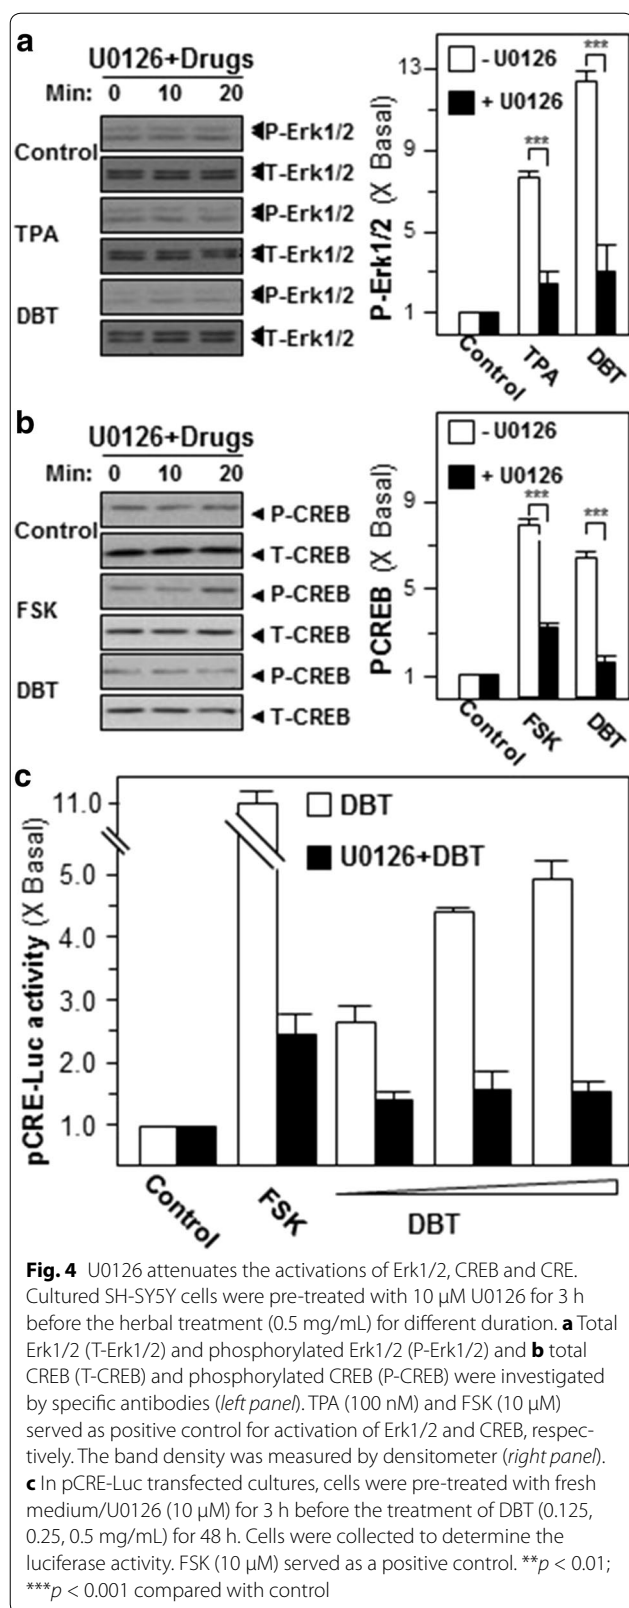 a
U0126+Drugs
Min: 0 10 20
Control
P-Erk1/2
T-Erk1/2
TPA
P-Erk1/2
T-Erk1/2
DBT
P-Erk1/2
T-Erk1/2
P-Erk1/2 (X Basal)
13
9
5
1
- U0126
+ U0126
***
***
Control
TPA
DBT
b
U0126+Drugs
Min: 0 10 20
Control
P-CREB
T-CREB
FSK
P-CREB
T-CREB
DBT
P-CREB
T-CREB
PCREB (X Basal)
9
5
1
- U0126
+ U0126
***
***
Control
FSK
DBT
c
pCRE-Luc activity (X Basal)
11.0
5.0
4.0
3.0
2.0
1.0
DBT
U0126+DBT
Control
FSK
DBT
Fig. 4 U0126 attenuates the activations of Erk1/2, CREB and CRE.
Cultured SH-SY5Y cells were pre-treated with 10 μM U0126 for 3 h
before the herbal treatment (0.5 mg/mL) for different duration. a Total
Erk1/2 (T-Erk1/2) and phosphorylated Erk1/2 (P-Erk1/2) and b total
CREB (T-CREB) and phosphorylated CREB (P-CREB) were investigated
by specific antibodies (left panel). TPA (100 nM) and FSK (10 μM)
served as positive control for activation of Erk1/2 and CREB, respec-
tively. The band density was measured by densitometer (right panel).
c In pCRE-Luc transfected cultures, cells were pre-treated with fresh
medium/U0126 (10 μM) for 3 h before the treatment of DBT (0.125,
0.25, 0.5 mg/mL) for 48 h. Cells were collected to determine the
luciferase activity. FSK (10 μM) served as a positive control. **p < 0.01;
***p < 0.001 compared with control